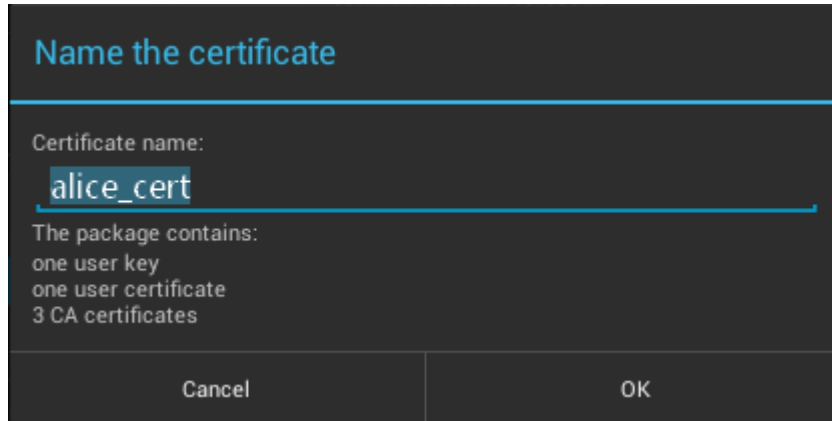 Name the certificate
Certificate name:
alice_cert
The package contains:
one user key
one user certificate
3 CA certificates
Cancel
OK